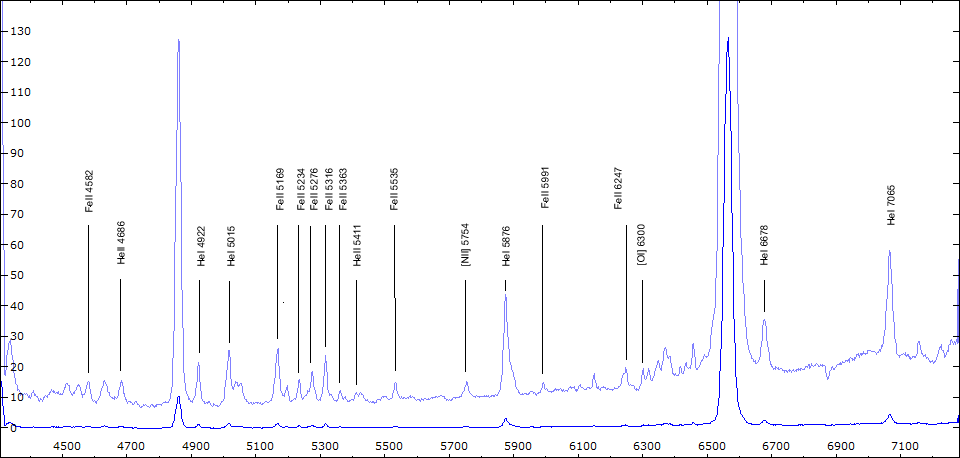 130
120
110
100
90
80
70
60
50
40
30
20
10
0
FeII 4582
HeII 4686
HeI 4922
HeI 5015
FeII 5169
FeII 5234
FeII 5276
FeII 5316
FeII 5363
HeII 5411
FeII 5535
[NII] 5754
HeI 5876
FeII 5991
FeII 6247
[OI] 6300
HeI 6678
HeI 7065
4500 4700 4900 5100 5300 5500 5700 5900 6100 6300 6500 6700 6900 7100